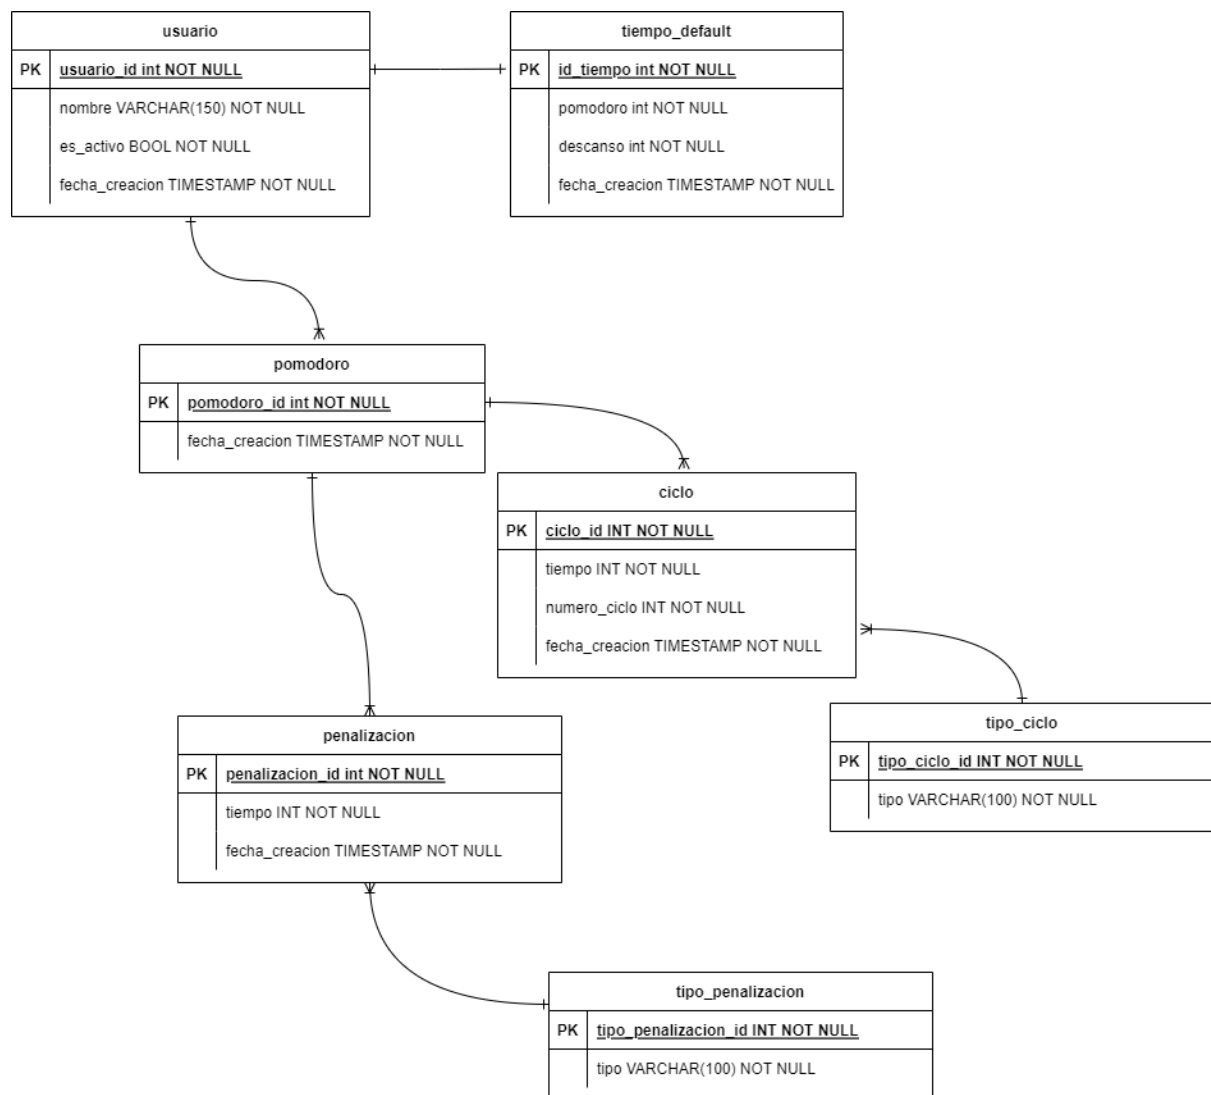 usuario
PK usuario_id int NOT NULL
nombre VARCHAR(150) NOT NULL
es_activo BOOL NOT NULL
fecha_creacion TIMESTAMP NOT NULL
tiempo_default
PK id_tiempo int NOT NULL
pomodoro int NOT NULL
descanso int NOT NULL
fecha_creacion TIMESTAMP NOT NULL
pomodoro
PK pomodoro_id int NOT NULL
fecha_creacion TIMESTAMP NOT NULL
ciclo
PK ciclo_id INT NOT NULL
tiempo INT NOT NULL
numero_ciclo INT NOT NULL
fecha_creacion TIMESTAMP NOT NULL
tipo_ciclo
PK tipo_ciclo_id INT NOT NULL
tipo VARCHAR(100) NOT NULL
penalizacion
PK penalizacion_id int NOT NULL
tiempo INT NOT NULL
fecha_creacion TIMESTAMP NOT NULL
tipo_penalizacion
PK tipo_penalizacion_id INT NOT NULL
tipo VARCHAR(100) NOT NULL